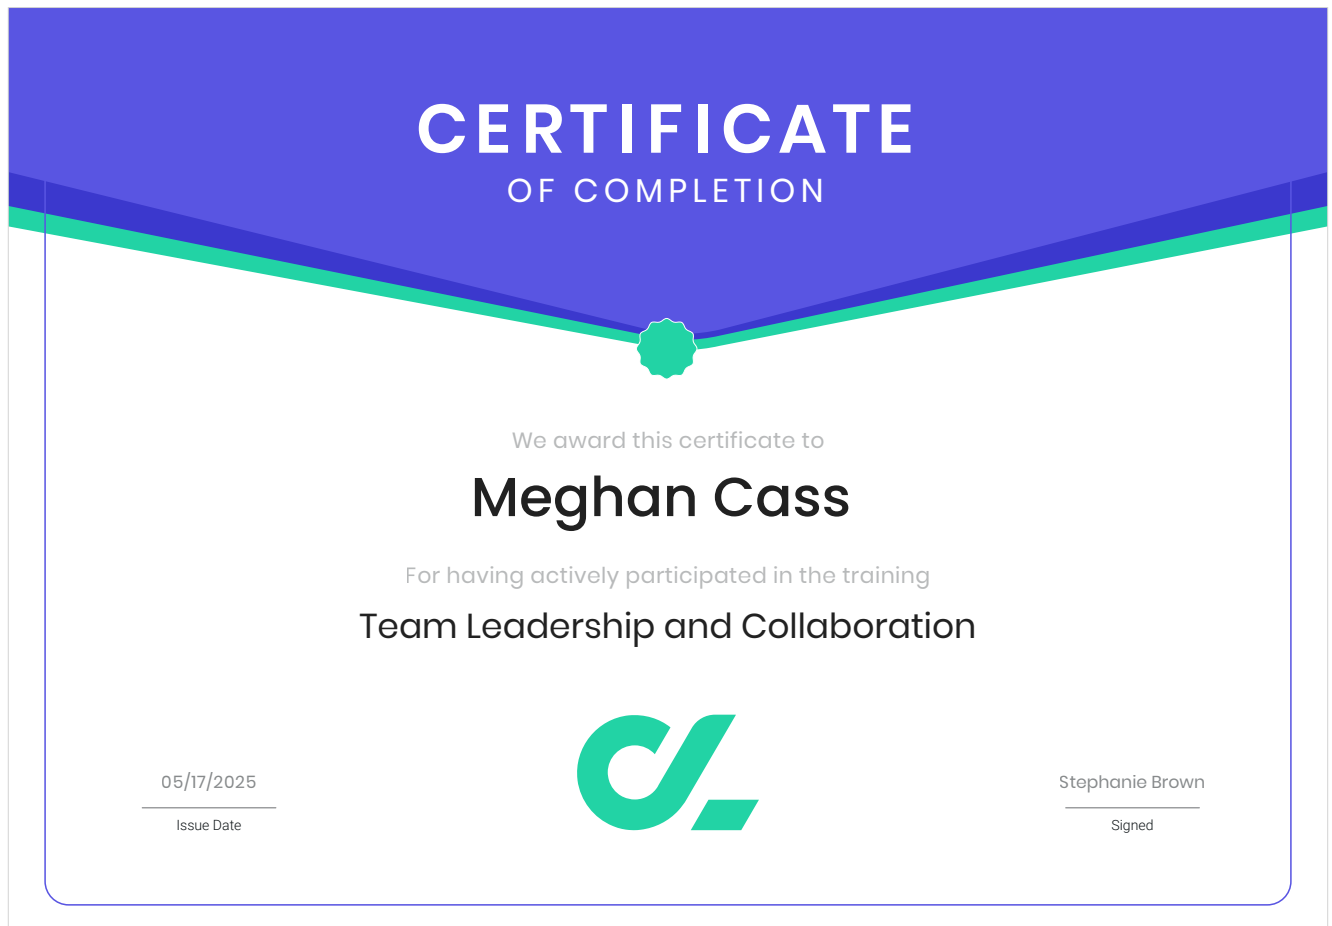 CERTIFICATE
OF COMPLETION
We award this certificate to
Meghan Cass
For having actively participated in the training
Team Leadership and Collaboration
05/17/2025
Issue Date
Stephanie Brown
Signed